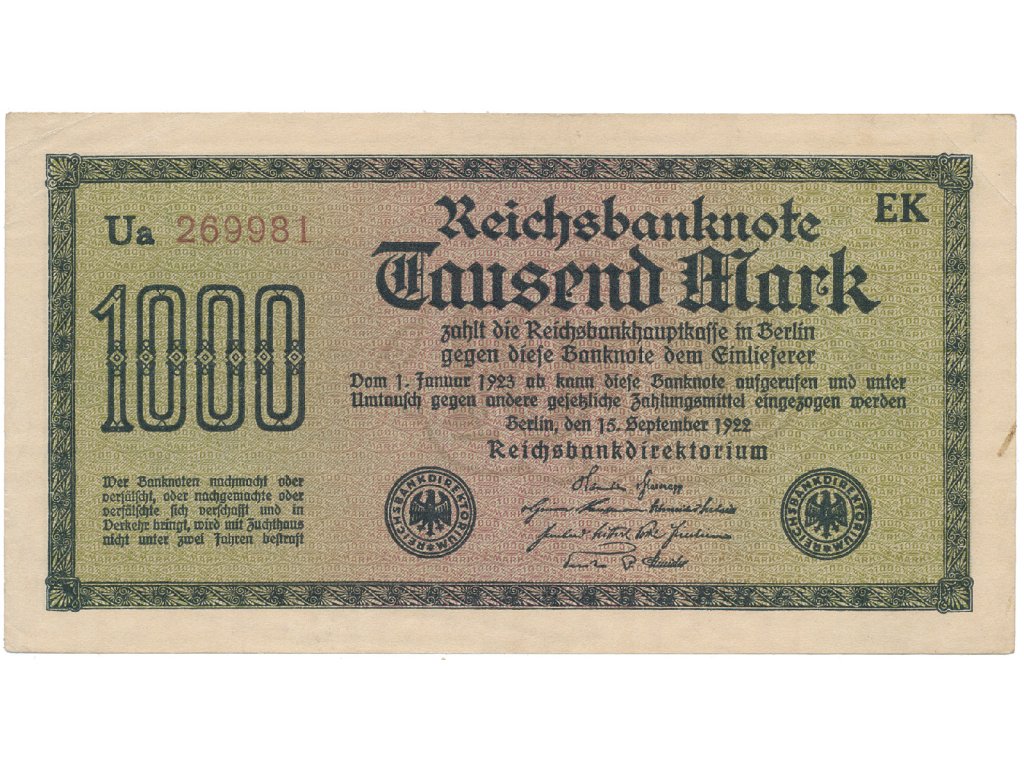 Ua 269981
EK
Reichsbanknote
Tausend Mark
1000
zahlt die Reichsbankhauptkasse in Berlin
gegen diese Banknote dem Einlieferer
Vom 1. Januar 1923 ab kann diese Banknote aufgerufen und unter
Umtausch gegen andere gesetzliche Zahlungsmittel eingezogen werden
Berlin, den 15. September 1922
Reichsbankdirektorium
Wer Banknoten nachmacht oder
verfälscht, oder nachgemachte oder
verfälschte sich verschafft und in
Verkehr bringt, wird mit Zuchthaus
nicht unter zwei Jahren bestraft
REICHSBANKDIREKTORIUM
REICHSBANKDIREKTORIUM